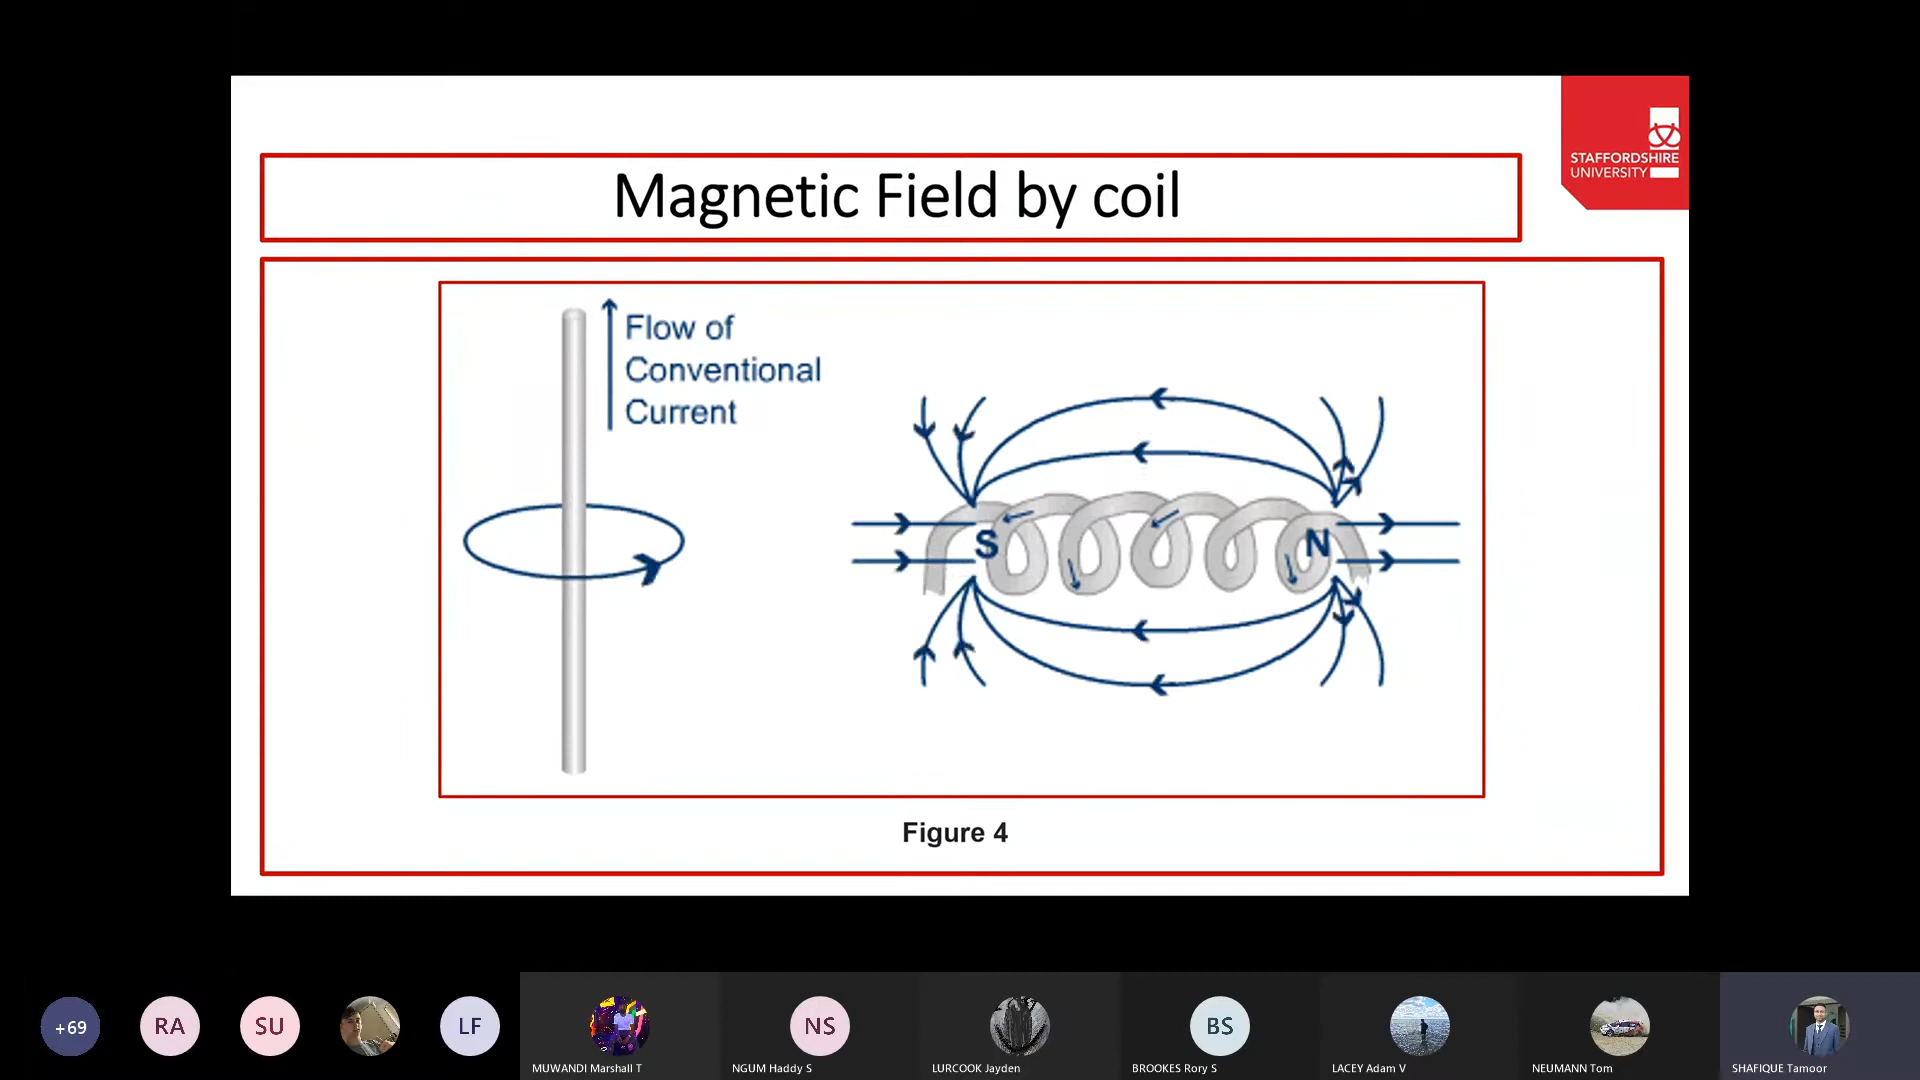 STAFFORDSHIRE
UNIVERSITY
Magnetic Field by coil
Flow of
Conventional
Current
S
N
Figure 4
+69
RA
SU
LF
NS
BS
MUWANDI Marshall T
NGUM Haddy S
LURCOOK Jayden
BROOKES Rory S
LACEY Adam V
NEUMANN Tom
SHAFIQUE Tamoor